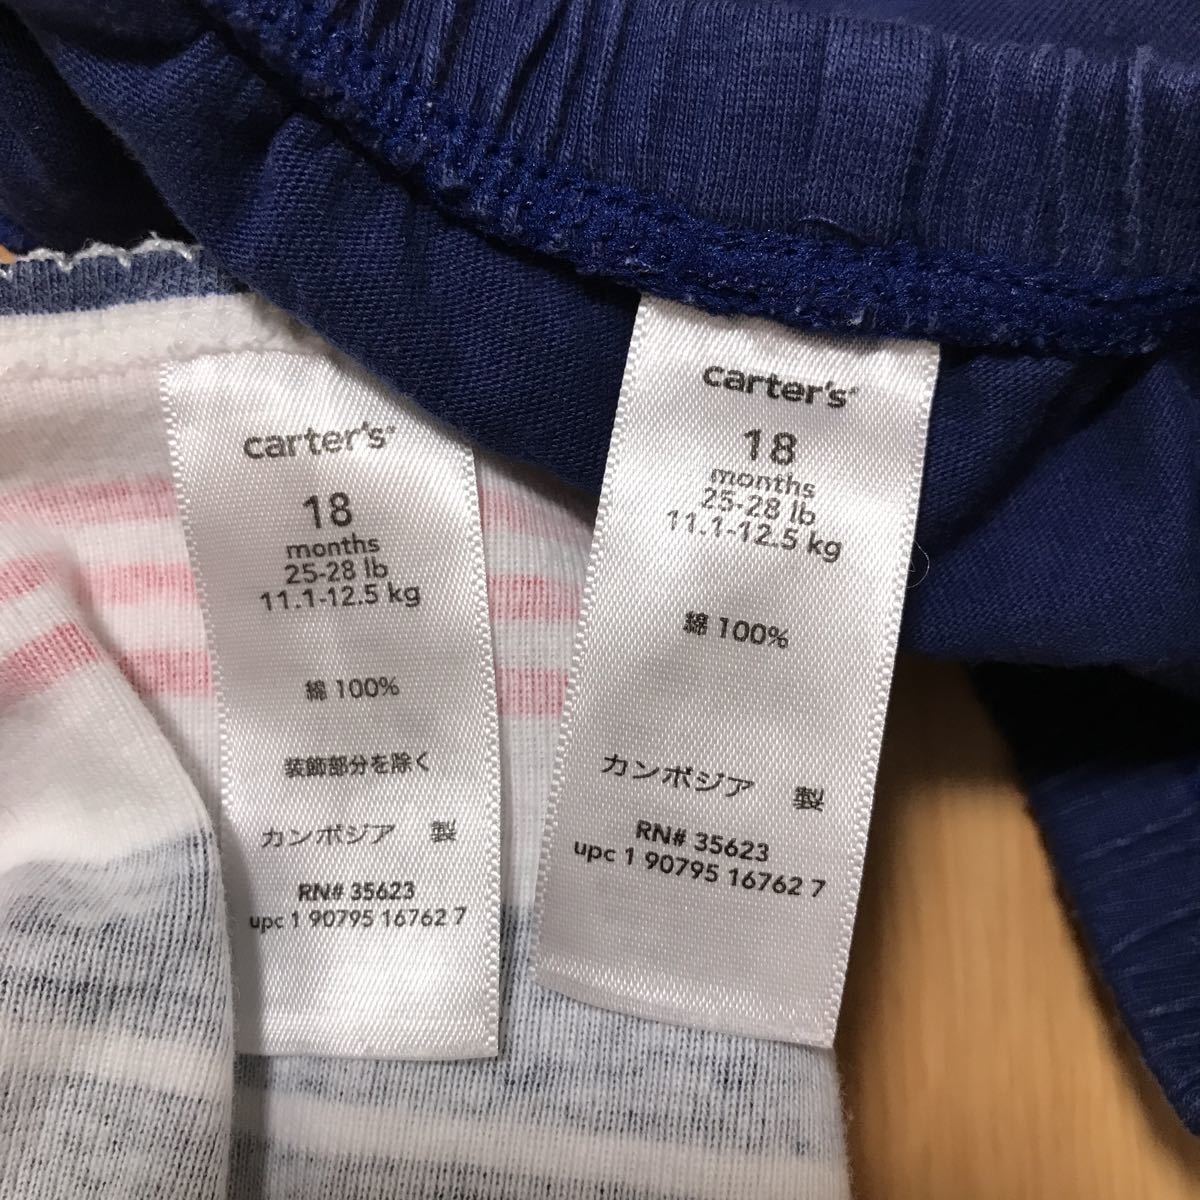 carter's
18
months
25-28 lb
11.1-12.5 kg
綿 100%
装飾部分を除く
カンボジア 製
RN# 35623
upc 1 90795 16762 7
carter's
18
months
25-28 lb
11.1-12.5 kg
綿 100%
カンボジア 製
RN# 35623
upc 1 90795 16762 7